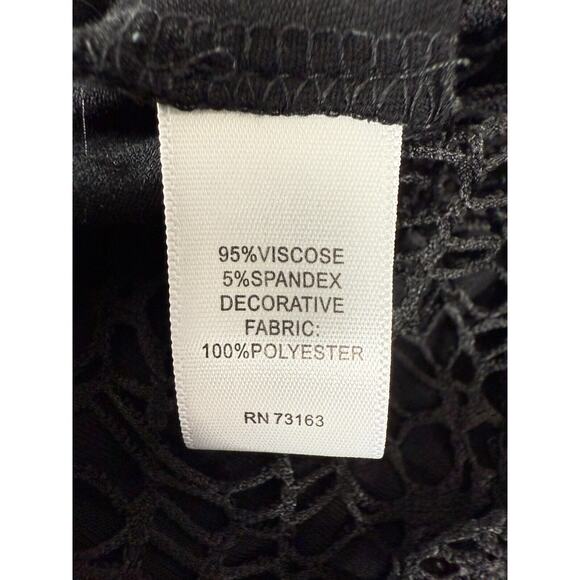 95%VISCOSE
5%SPANDEX
DECORATIVE
FABRIC:
100%POLYESTER
RN 73163